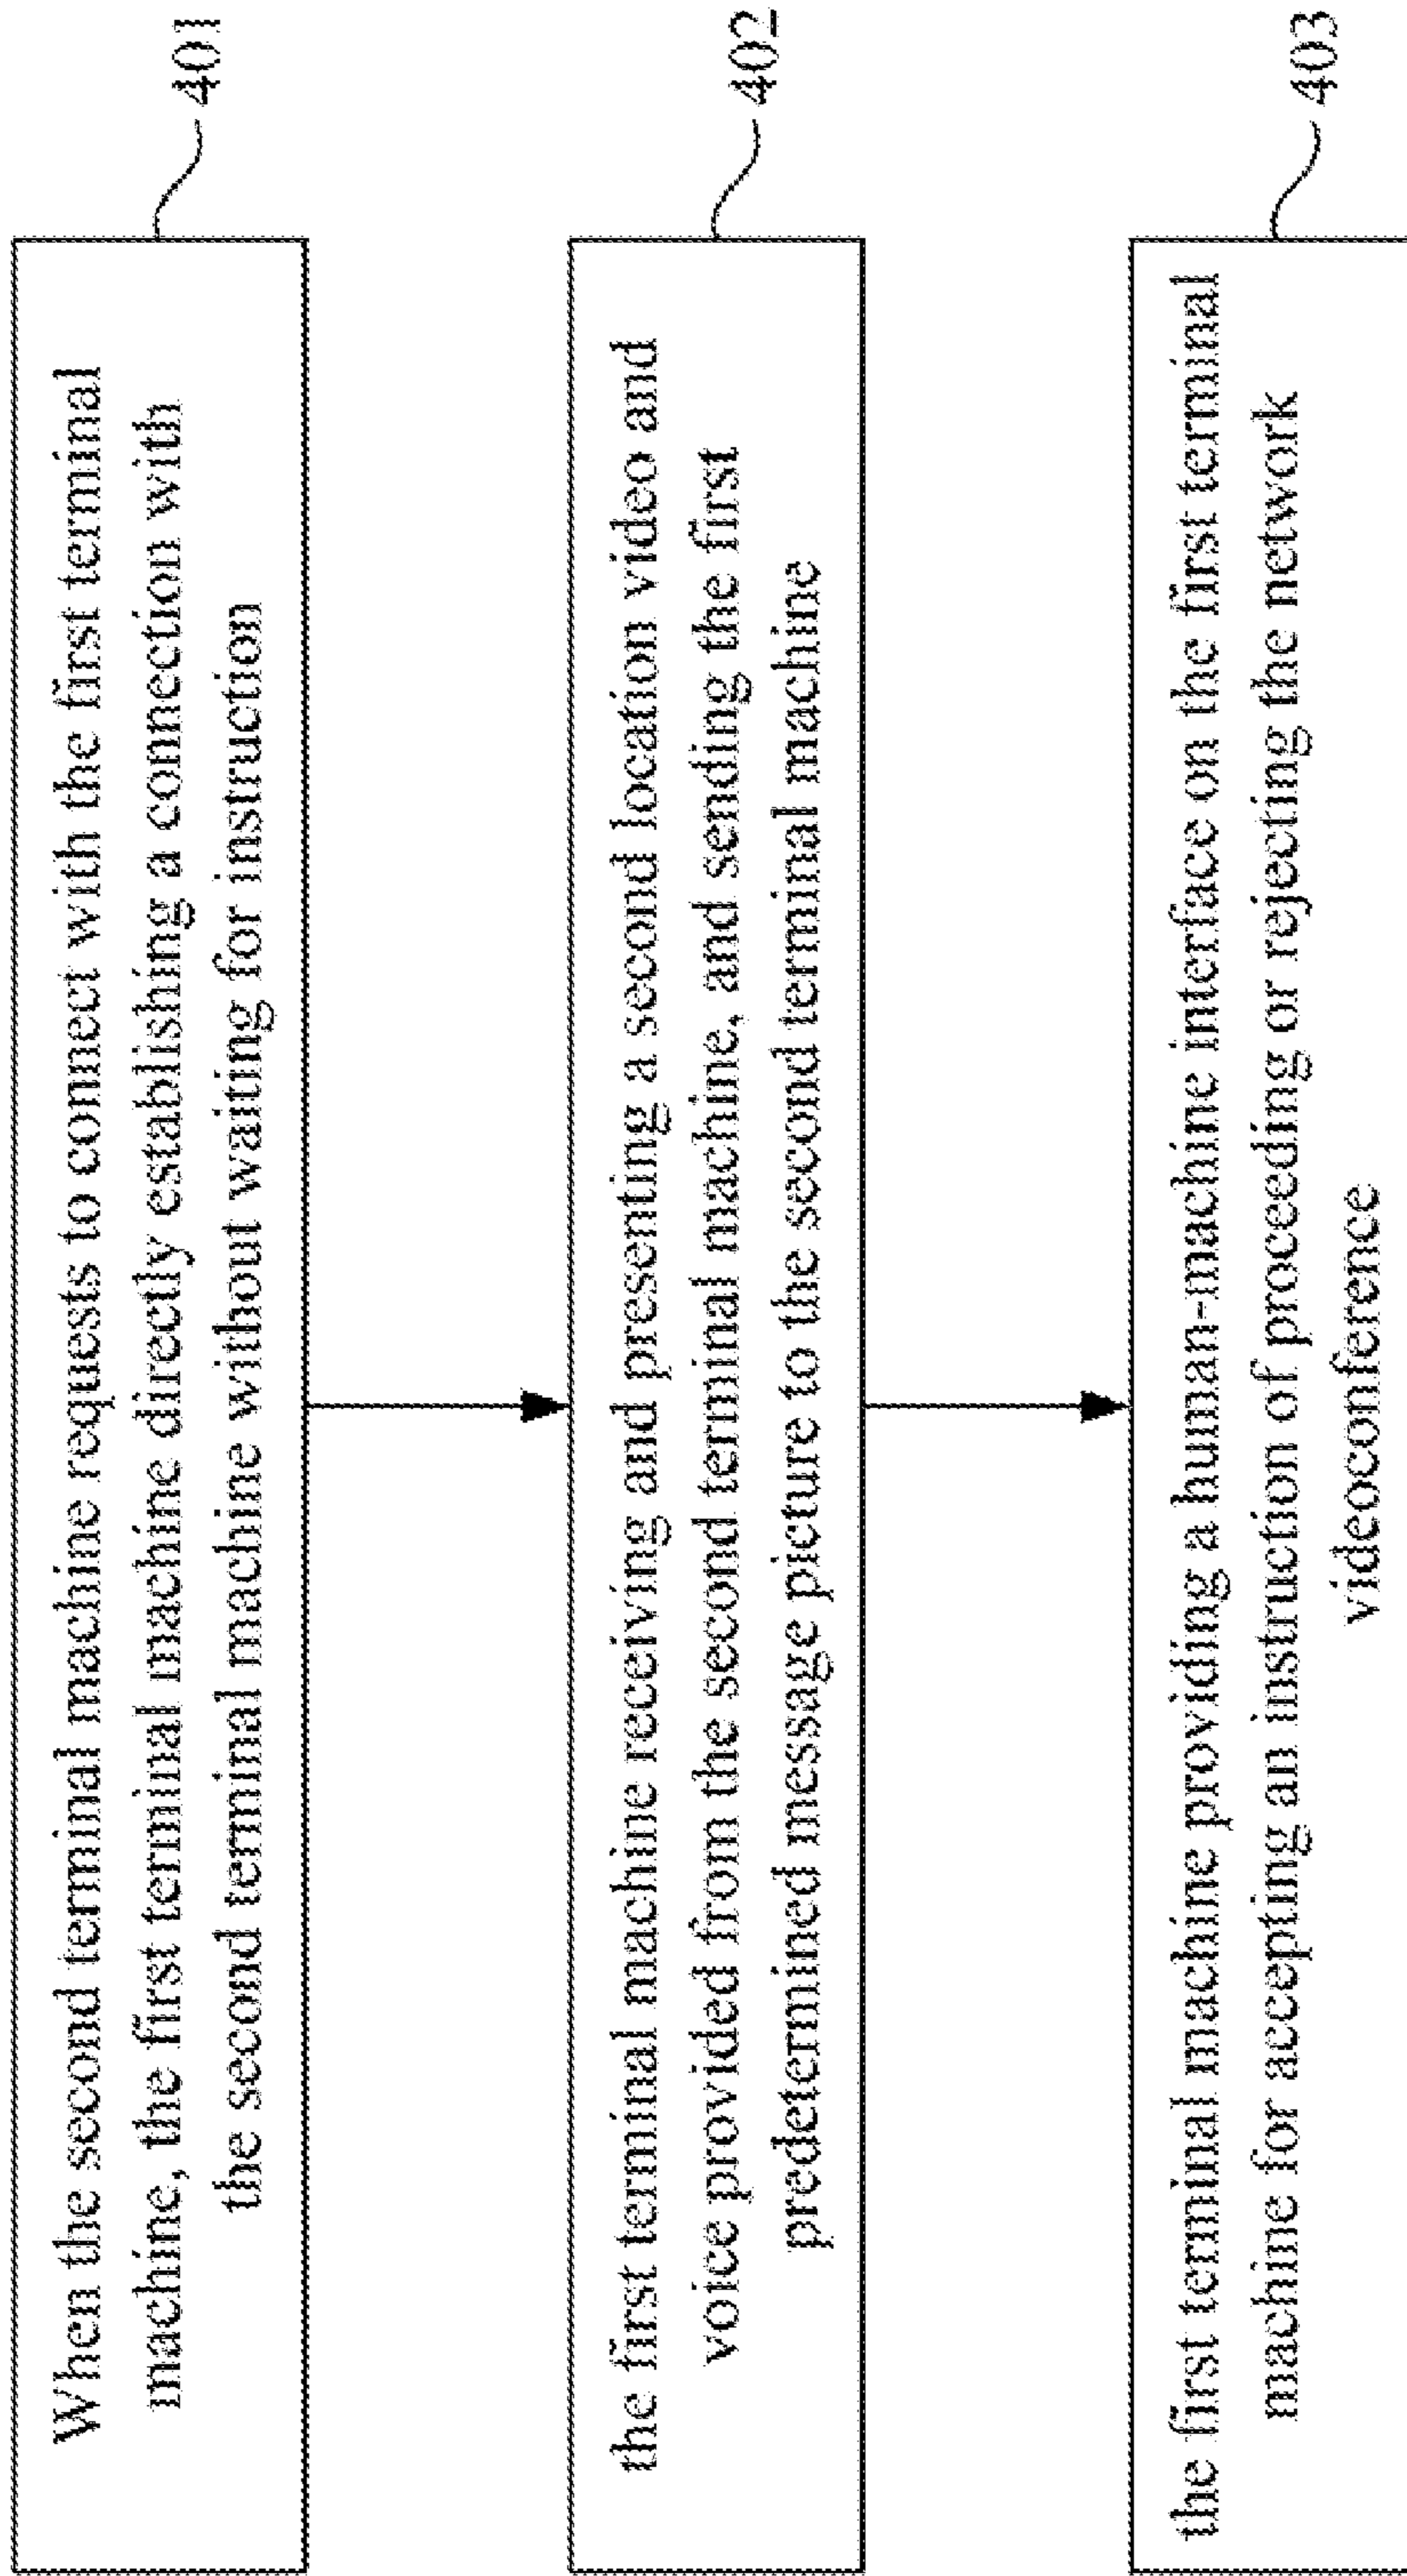 When the second terminal machine requests to connect with the first terminal
machine, the first terminal machine directly establishing a connection with
the second terminal machine without waiting for instruction
401
the first terminal machine receiving and presenting a second location video and
voice provided from the second terminal machine, and sending the first
predetermined message picture to the second terminal machine
402
the first terminal machine providing a human-machine interface on the first terminal
machine for accepting an instruction of proceeding or rejecting the network
videoconference
403